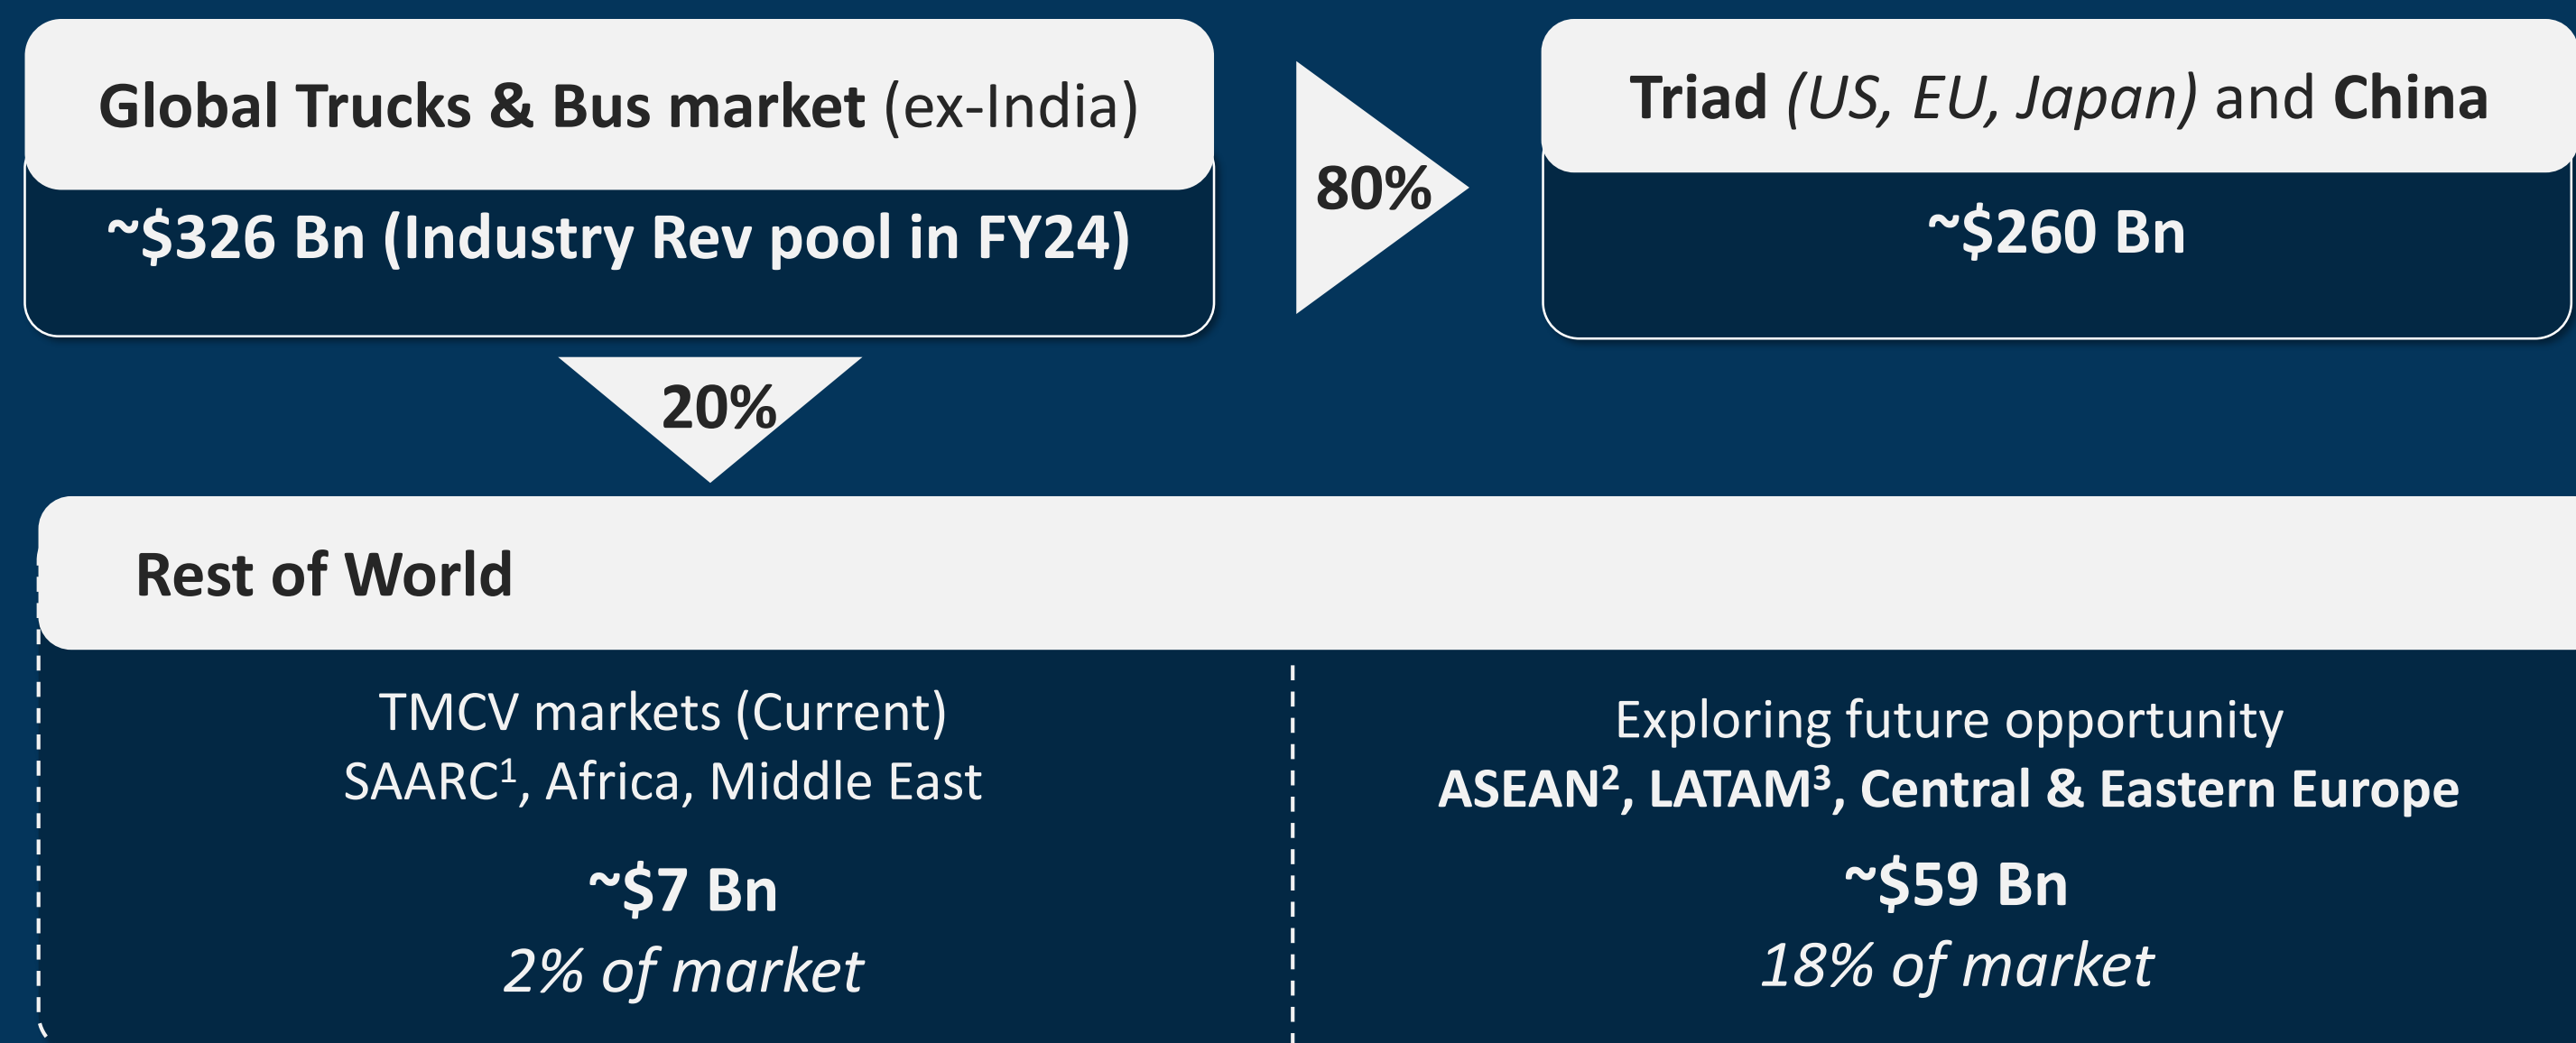 Global Trucks & Bus market (ex-India)
~$326 Bn (Industry Rev pool in FY24)
80%
Triad (US, EU, Japan) and China
~$260 Bn
20%
Rest of World
TMCV markets (Current)
SAARC¹, Africa, Middle East
~$7 Bn
2% of market
Exploring future opportunity
ASEAN², LATAM³, Central & Eastern Europe
~$59 Bn
18% of market